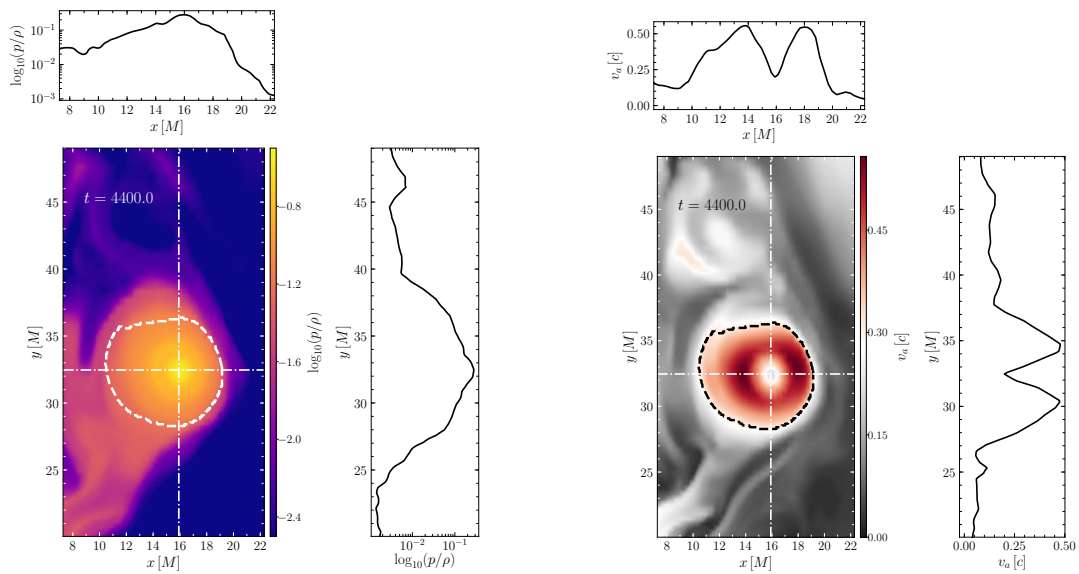 10⁻¹
10⁻²
10⁻³
log₁₀(p/ρ)
8 10 12 14 16 18 20 22
x [M]
t = 4400.0
45
40
35
30
25
y [M]
8 10 12 14 16 18 20 22
x [M]
−0.8
−1.2
−1.6
−2.0
−2.4
log₁₀(p/ρ)
45
40
35
30
25
y [M]
10⁻² 10⁻¹
log₁₀(p/ρ)
0.50
0.25
0.00
vₐ [c]
8 10 12 14 16 18 20 22
x [M]
t = 4400.0
45
40
35
30
25
y [M]
8 10 12 14 16 18 20 22
x [M]
0.45
0.30
0.15
0.00
vₐ [c]
45
40
35
30
25
y [M]
0.00 0.25 0.50
vₐ [c]